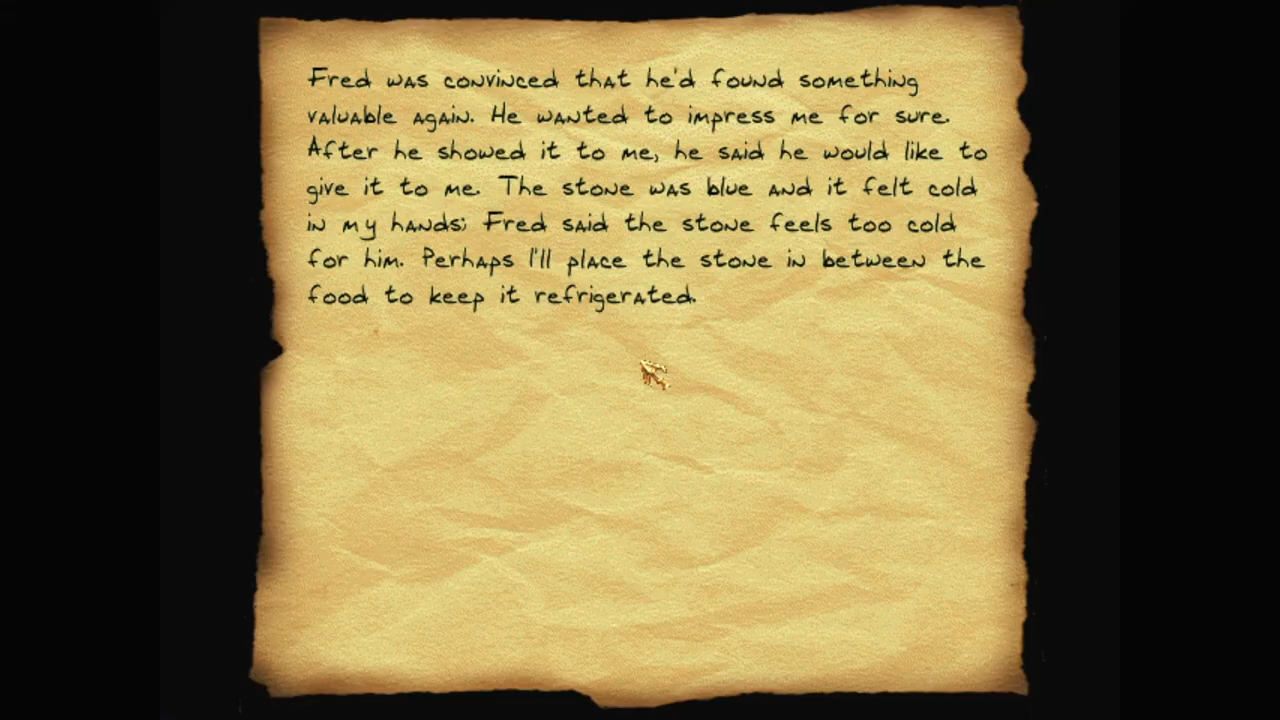 Fred was convinced that he'd found something
valuable again. He wanted to impress me for sure.
After he showed it to me, he said he would like to
give it to me. The stone was blue and it felt cold
in my hands; Fred said the stone feels too cold
for him. Perhaps I'll place the stone in between the
food to keep it refrigerated.